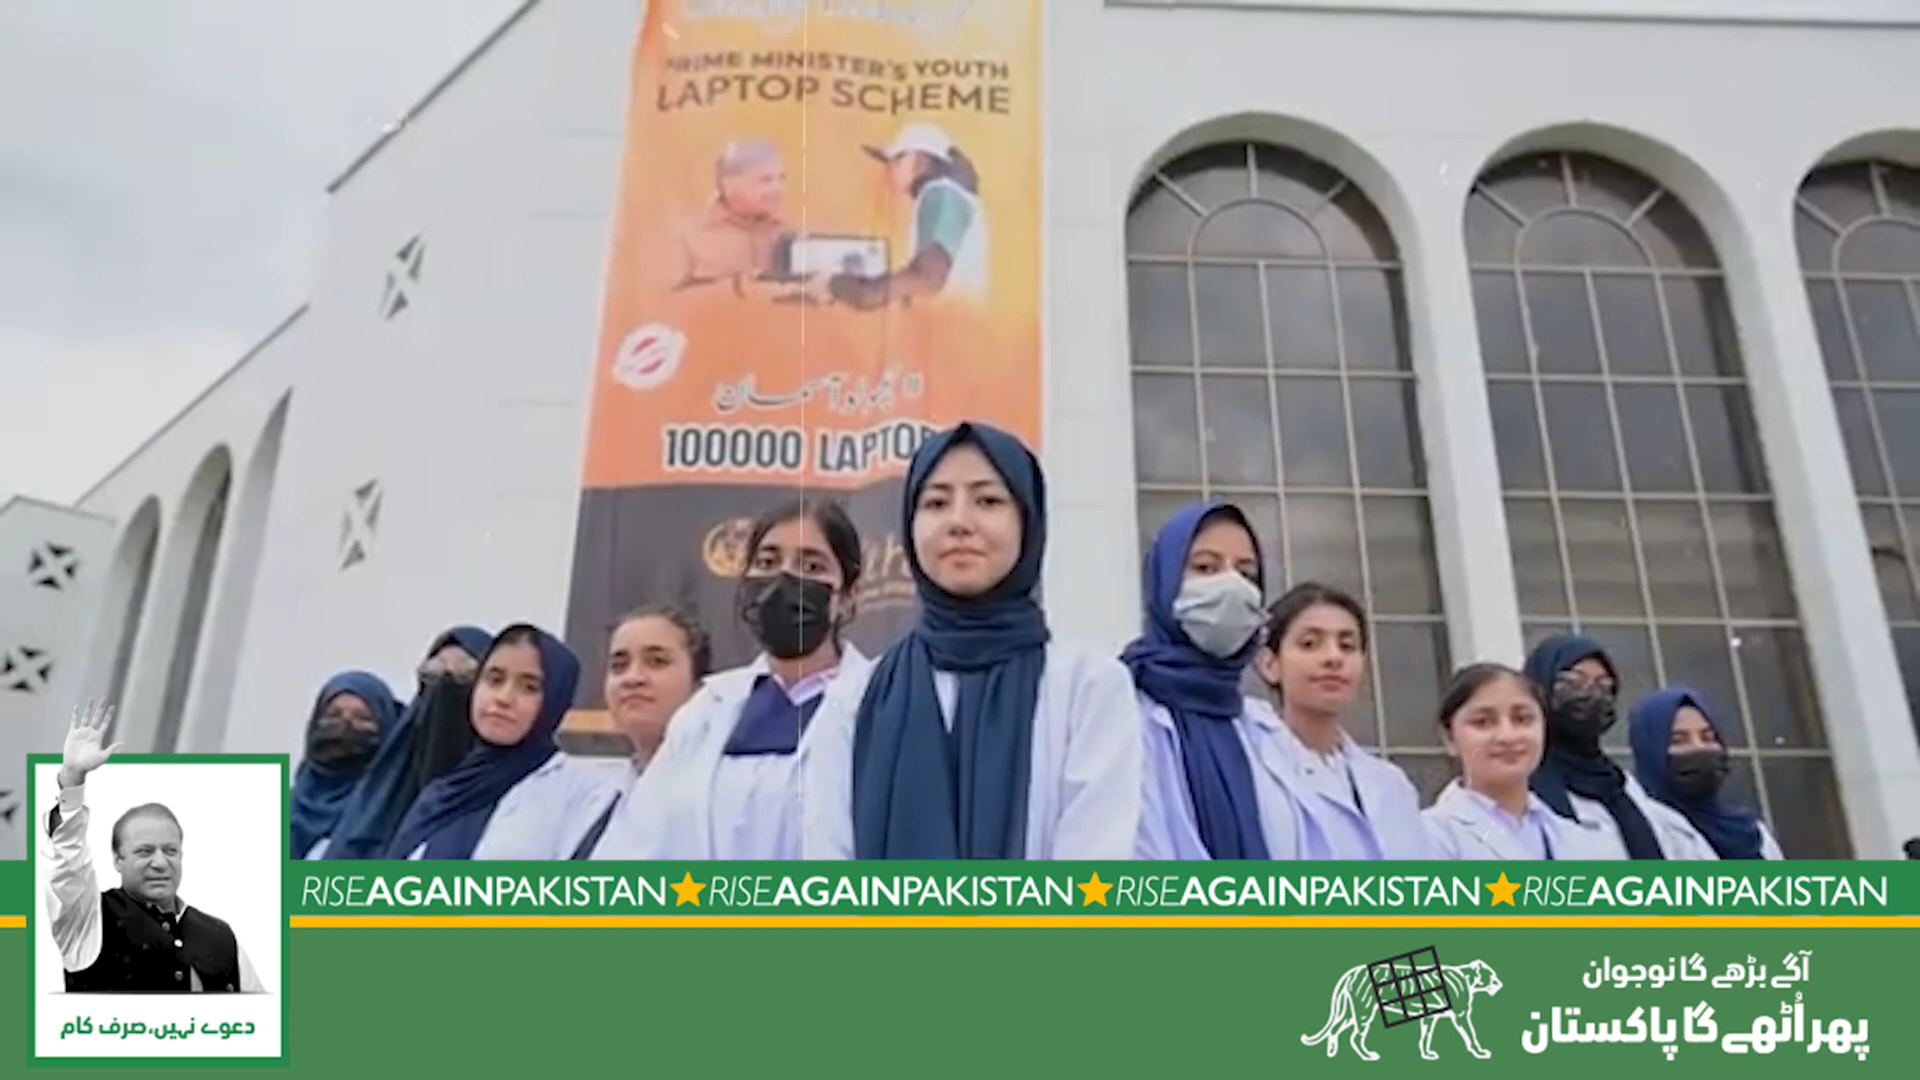 PRIME MINISTER'S YOUTH
LAPTOP SCHEME
100000 LAPTOP
RISEAGAINPAKISTAN★RISEAGAINPAKISTAN★RISEAGAINPAKISTAN★RISEAGAINPAKISTAN
آگے بڑھے گا نوجوان
پھر اُٹھے گا پاکستان
دعوے نہیں، صرف کام